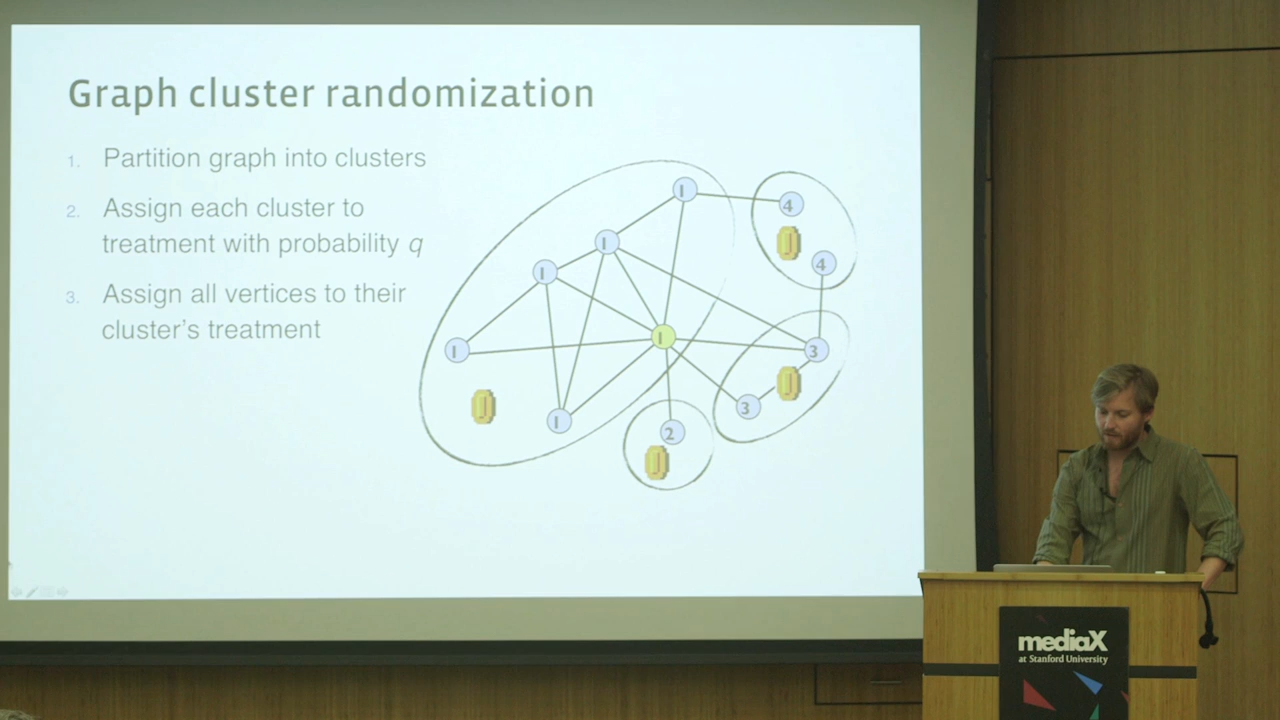 Graph cluster randomization
1. Partition graph into clusters
2. Assign each cluster to
treatment with probability q
3. Assign all vertices to their
cluster's treatment
1
4
1
1
4
1
1
3
3
1
2
mediaX
at Stanford University